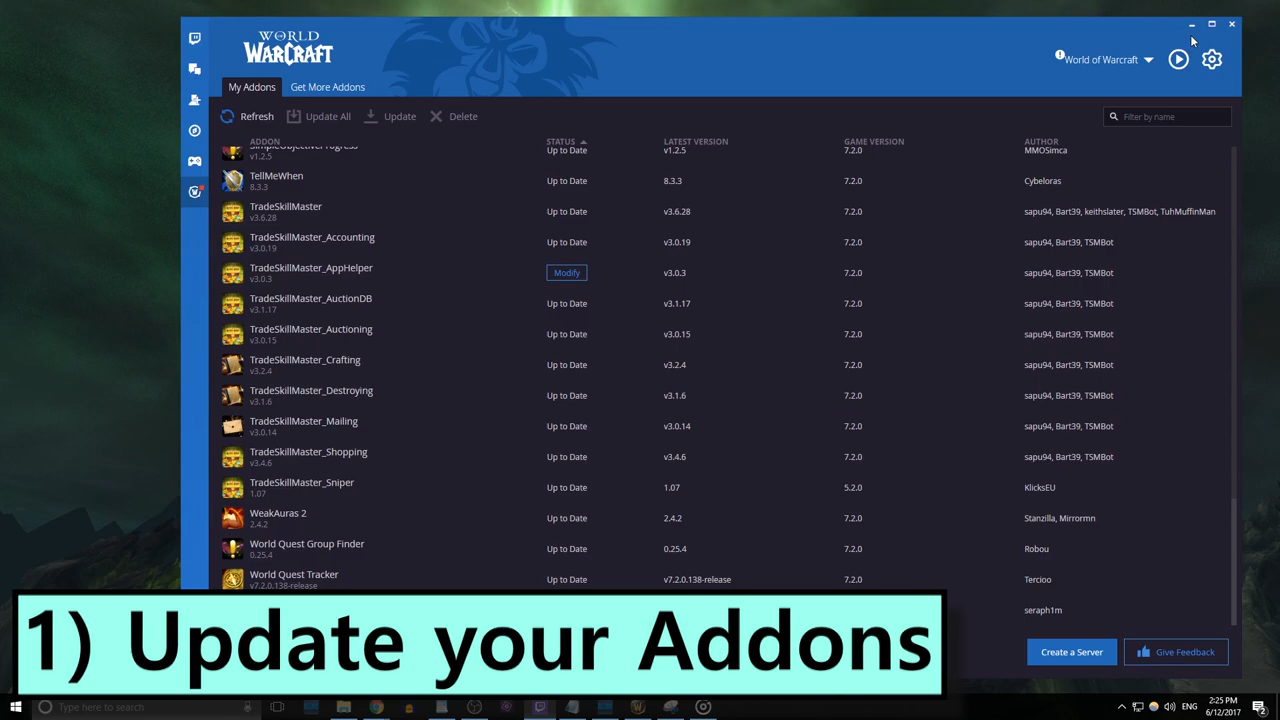 WORLD
WARCRAFT
World of Warcraft
My Addons Get More Addons
Refresh Update All Update Delete Filter by name
ADDON STATUS LATEST VERSION GAME VERSION AUTHOR
SimpleObjectiveProgress
v1.2.5 Up to Date v1.2.5 7.2.0 MMOSimca
TellMeWhen
8.3.3 Up to Date 8.3.3 7.2.0 Cybeloras
TradeSkillMaster
v3.6.28 Up to Date v3.6.28 7.2.0 sapu94, Bart39, keithslater, TSMBot, TuhMuffinMan
TradeSkillMaster_Accounting
v3.0.19 Up to Date v3.0.19 7.2.0 sapu94, Bart39, TSMBot
TradeSkillMaster_AppHelper
v3.0.3 Modify v3.0.3 7.2.0 sapu94, Bart39, TSMBot
TradeSkillMaster_AuctionDB
v3.1.17 Up to Date v3.1.17 7.2.0 sapu94, Bart39, TSMBot
TradeSkillMaster_Auctioning
v3.0.15 Up to Date v3.0.15 7.2.0 sapu94, Bart39, TSMBot
TradeSkillMaster_Crafting
v3.2.4 Up to Date v3.2.4 7.2.0 sapu94, Bart39, TSMBot
TradeSkillMaster_Destroying
v3.1.6 Up to Date v3.1.6 7.2.0 sapu94, Bart39, TSMBot
TradeSkillMaster_Mailing
v3.0.14 Up to Date v3.0.14 7.2.0 sapu94, Bart39, TSMBot
TradeSkillMaster_Shopping
v3.4.6 Up to Date v3.4.6 7.2.0 sapu94, Bart39, TSMBot
TradeSkillMaster_Sniper
1.07 Up to Date 1.07 5.2.0 KlicksEU
WeakAuras 2
2.4.2 Up to Date 2.4.2 7.2.0 Stanzilla, Mirrormn
World Quest Group Finder
0.25.4 Up to Date 0.25.4 7.2.0 Robou
World Quest Tracker
v7.2.0.138-release Up to Date v7.2.0.138-release 7.2.0 Tercioo
seraph1m
1) Update your Addons
Create a Server Give Feedback
Type here to search
ENG
2:25 PM
6/12/2017
2